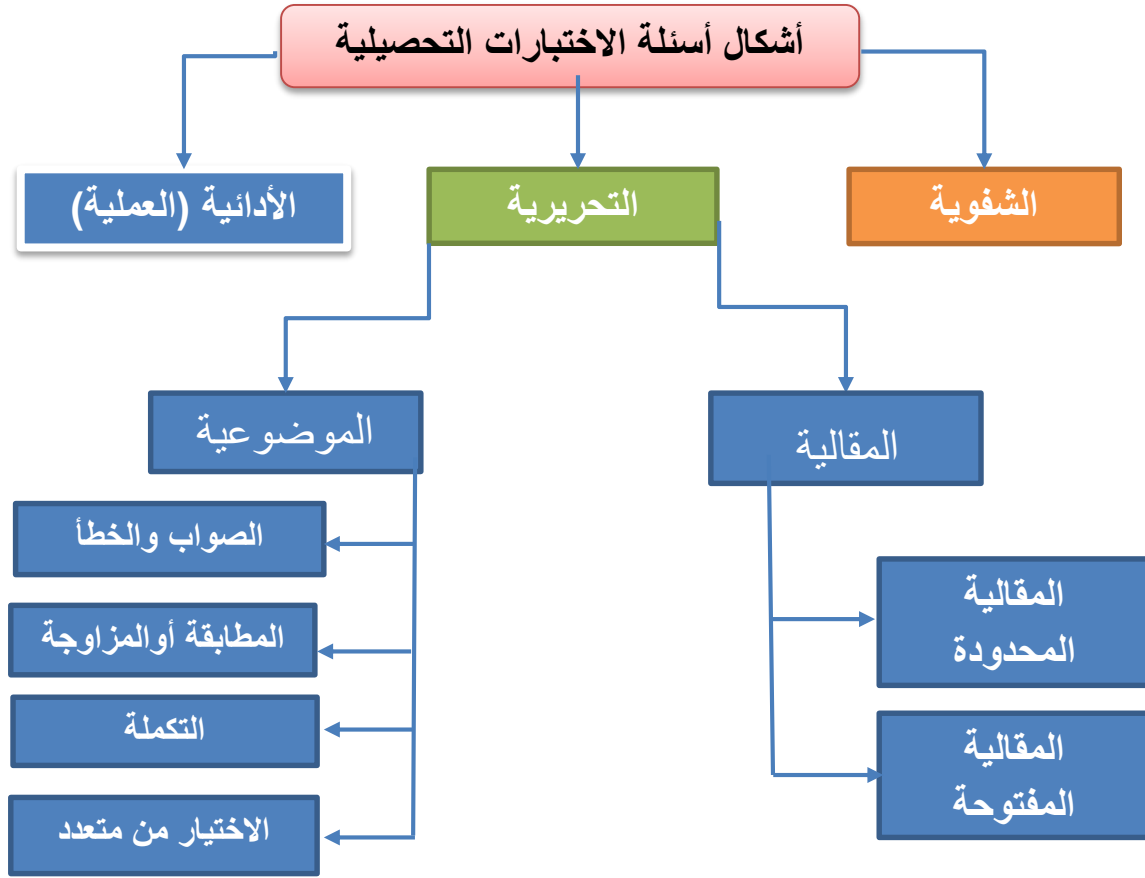 أشكال أسئلة الاختبارات التحصيلية
الشفوية
التحريرية
الأدائية (العملية)
المقالية
الموضوعية
المقالية
المحدودة
المقالية
المفتوحة
الصواب والخطأ
المطابقة أوالمزاوجة
التكملة
الاختيار من متعدد